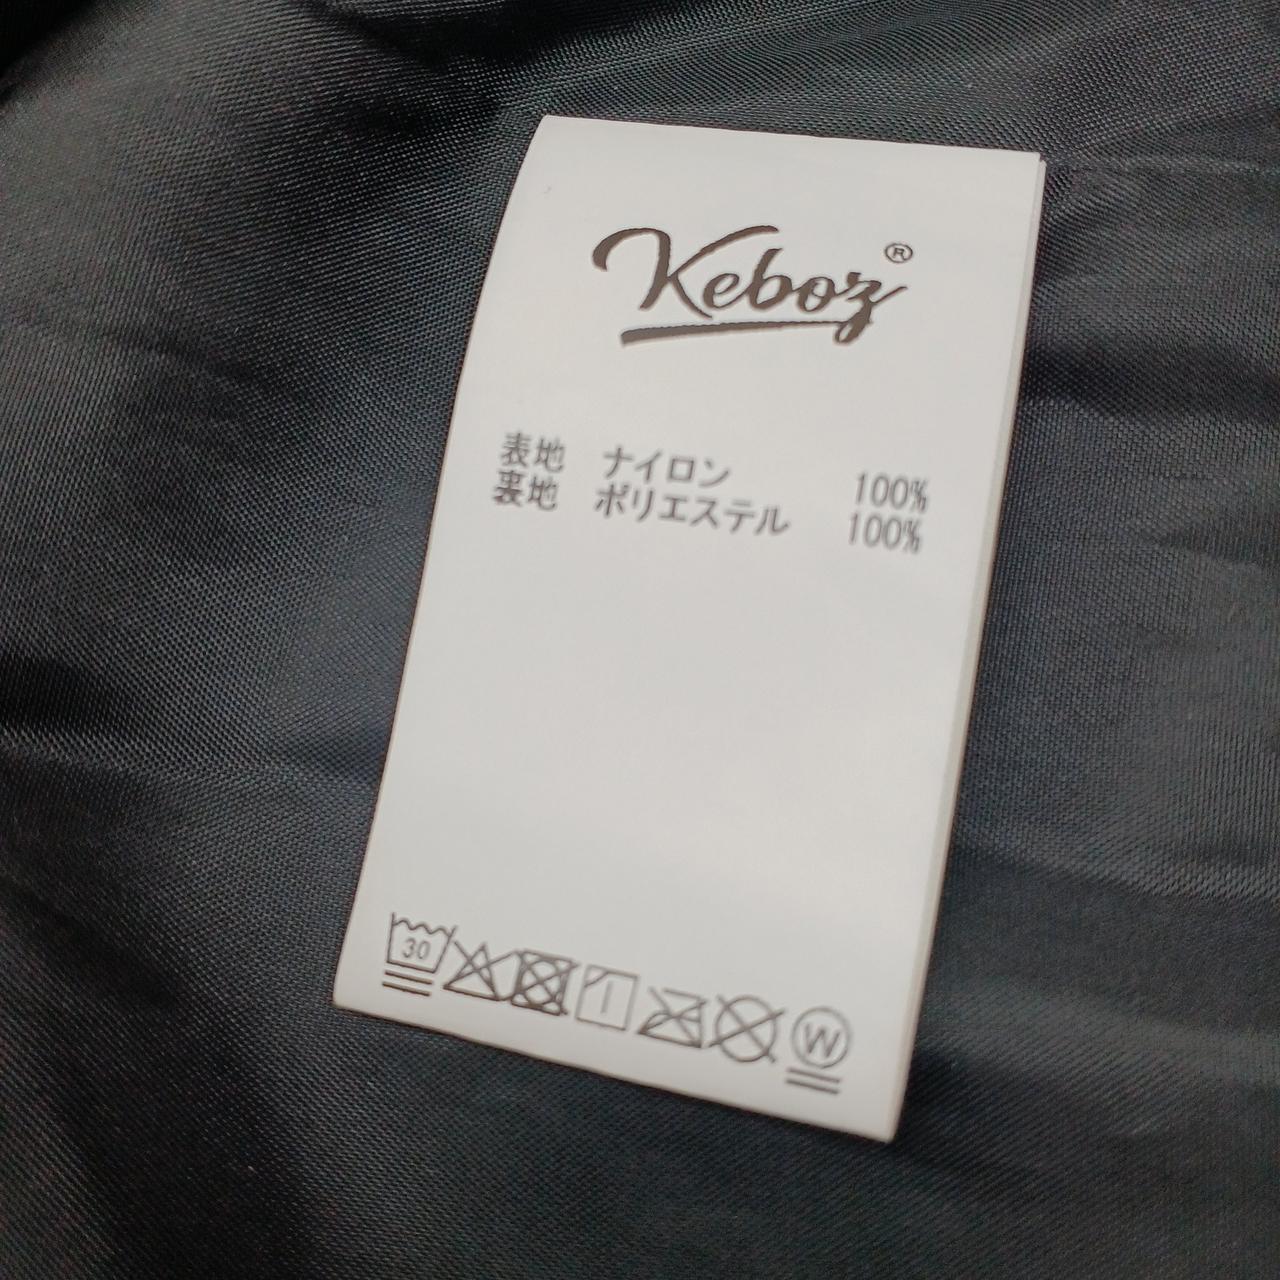 Keboz®
表地 ナイロン 100%
裏地 ポリエステル 100%
30 W